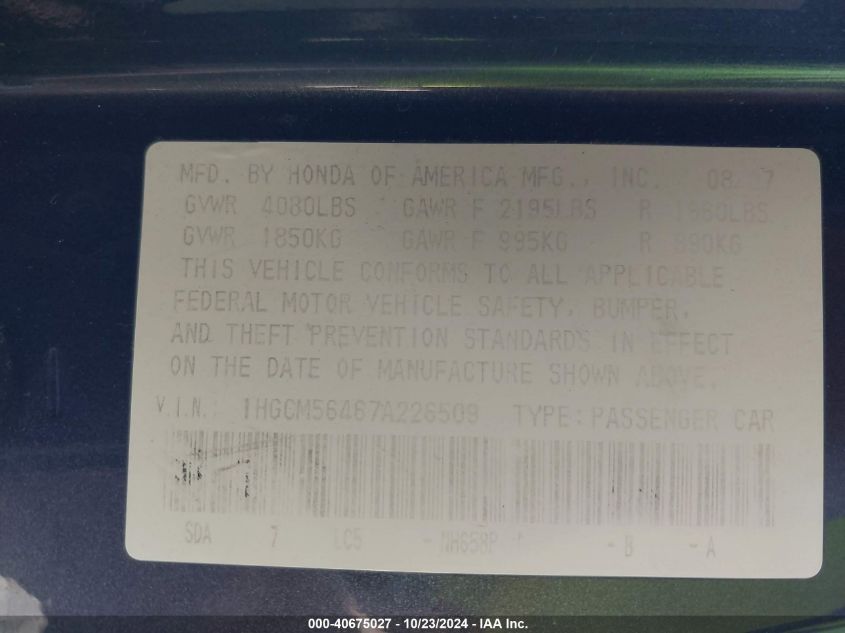 MFD. BY HONDA OF AMERICA MFG., INC.
GVWR 4080LBS GAWR F 2195LBS R 1980LBS
GVWR 1850KG GAWR F 995KG R 890KG
THIS VEHICLE CONFORMS TO ALL APPLICABLE
FEDERAL MOTOR VEHICLE SAFETY, BUMPER,
AND THEFT PREVENTION STANDARDS IN EFFECT
ON THE DATE OF MANUFACTURE SHOWN ABOVE.
V.I.N. 1HGCM56467A226509 TYPE: PASSENGER CAR
SDA 7 LC5 - NH658P - B - A
000-40675027 - 10/23/2024 - IAA Inc.